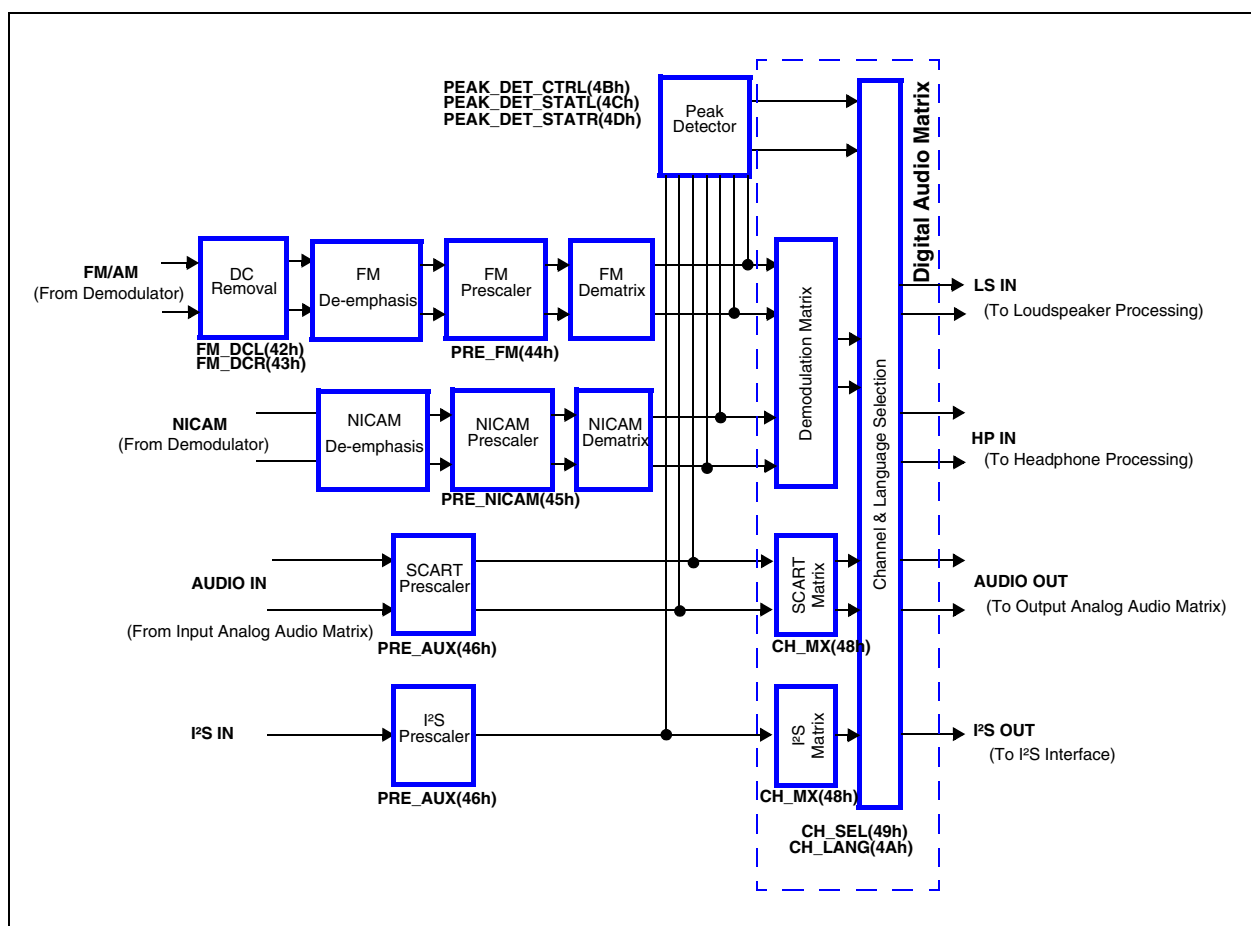 PEAK_DET_CTRL(4Bh)
PEAK_DET_STATL(4Ch)
PEAK_DET_STATR(4Dh)
Peak
Detector
Digital Audio Matrix
FM/AM
(From Demodulator)
DC
Removal
FM_DCL(42h)
FM_DCR(43h)
FM
De-emphasis
FM
Prescaler
PRE_FM(44h)
FM
Dematrix
Demodulation Matrix
Channel & Language Selection
LS IN
(To Loudspeaker Processing)
NICAM
(From Demodulator)
NICAM
De-emphasis
NICAM
Prescaler
PRE_NICAM(45h)
NICAM
Dematrix
HP IN
(To Headphone Processing)
AUDIO IN
(From Input Analog Audio Matrix)
SCART
Prescaler
PRE_AUX(46h)
SCART
Matrix
CH_MX(48h)
AUDIO OUT
(To Output Analog Audio Matrix)
I²S IN
I²S
Prescaler
PRE_AUX(46h)
I²S
Matrix
CH_MX(48h)
I²S OUT
(To I²S Interface)
CH_SEL(49h)
CH_LANG(4Ah)